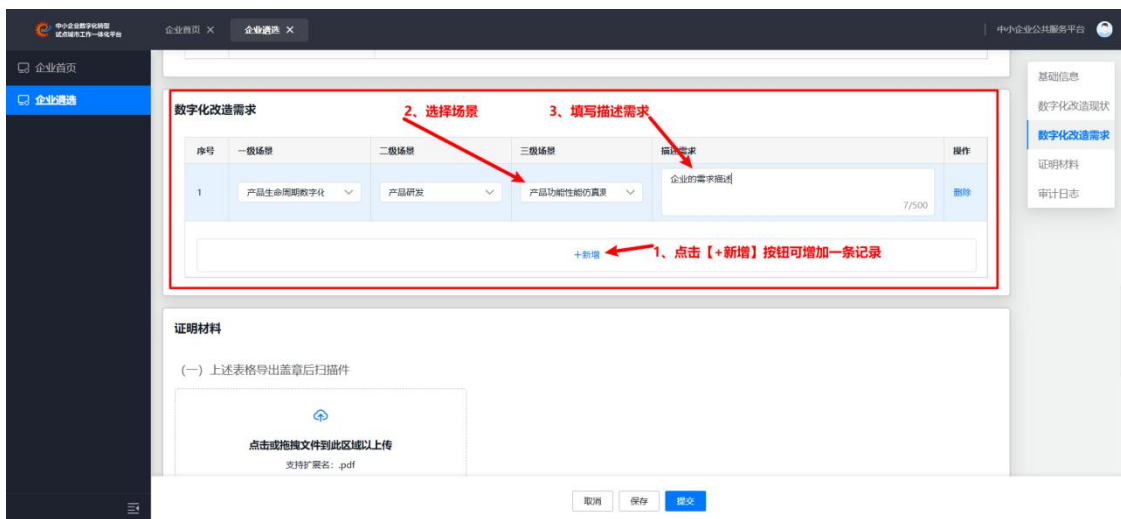 中小企业数字化转型
试点城市工作一体化平台
企业首页 ×
企业遴选 ×
中小企业公共服务平台
企业首页
企业遴选
基础信息
数字化改造现状
数字化改造需求
证明材料
审计日志
数字化改造需求
2、选择场景
3、填写描述需求
序号 一级场景 二级场景 三级场景 描述需求 操作
1 产品生命周期数字化 产品研发 产品功能性能仿真测 企业的需求描述 删除
7/500
+新增
1、点击【+新增】按钮可增加一条记录
证明材料
(一) 上述表格导出盖章后扫描件
点击或拖拽文件到此区域以上传
支持扩展名：.pdf
取消 保存 提交